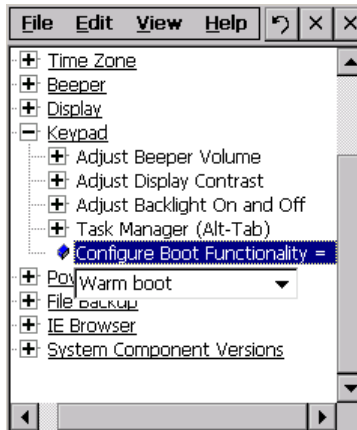 File Edit View Help
Time Zone
Beeper
Display
Keypad
Adjust Beeper Volume
Adjust Display Contrast
Adjust Backlight On and Off
Task Manager (Alt-Tab)
Configure Boot Functionality =
Warm boot
File Backup
IE Browser
System Component Versions